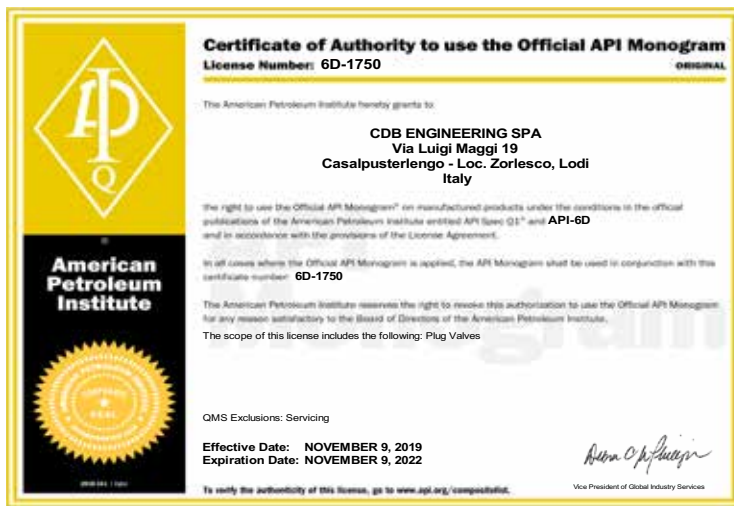 Certificate of Authority to use the Official API Monogram
License Number: 6D-1750
ORIGINAL
The American Petroleum Institute hereby grants to
CDB ENGINEERING SPA
Via Luigi Maggi 19
Casalpusterlengo - Loc. Zorlesco, Lodi
Italy
the right to use the Official API Monogram® on manufactured products under the conditions in the official
publications of the American Petroleum Institute entitled API Spec Q1® and API-6D
and in accordance with the provisions of the License Agreement.
In all cases where the Official API Monogram is applied, the API Monogram shall be used in conjunction with this
certificate number: 6D-1750
The American Petroleum Institute reserves the right to revoke this authorization to use the Official API Monogram
for any reason satisfactory to the Board of Directors of the American Petroleum Institute.
The scope of this license includes the following: Plug Valves
QMS Exclusions: Servicing
Effective Date: NOVEMBER 9, 2019
Expiration Date: NOVEMBER 9, 2022
To verify the authenticity of this license, go to www.api.org/compositelist.
Vice President of Global Industry Services
API
Q
American
Petroleum
Institute